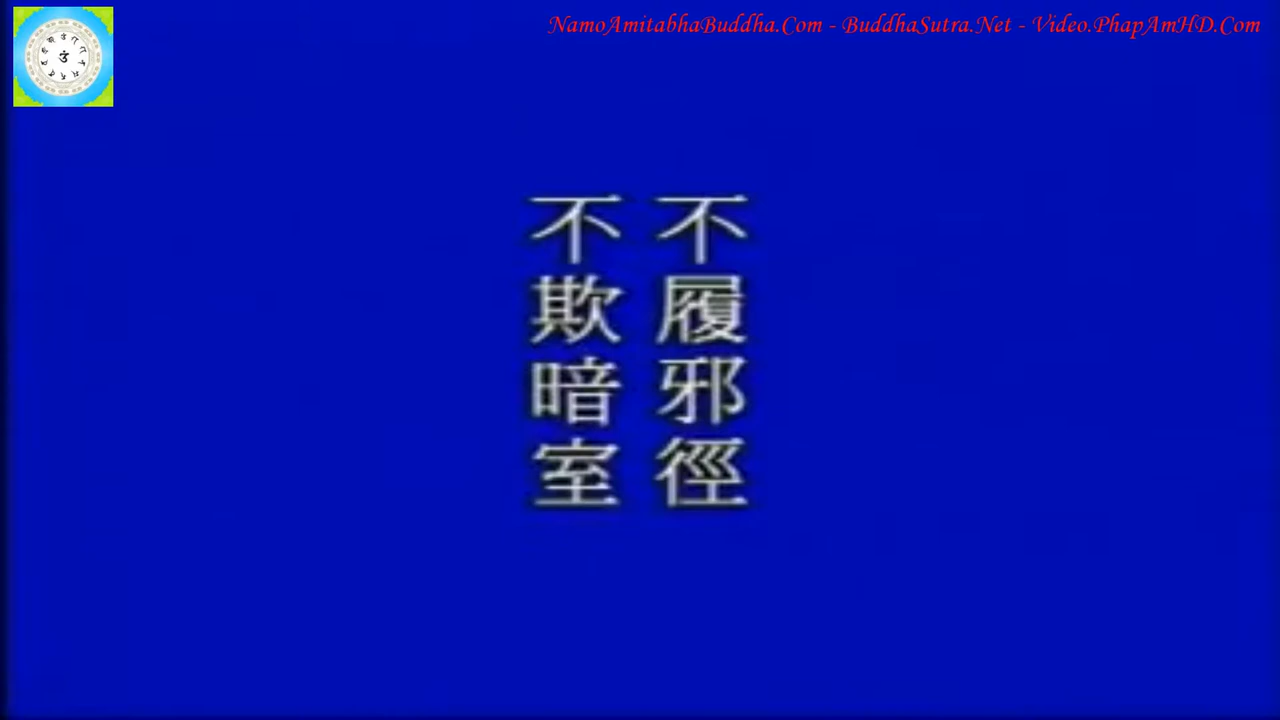 NamoAmitabhaBuddha.Com - BuddhaSutra.Net - Video.PhapAmHD.Com
不履邪徑
不欺暗室